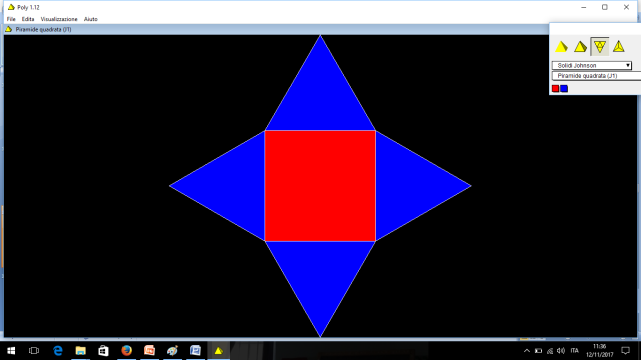 Poly 1.12
File Edita Visualizzazione Aiuto
Piramide quadrata (J1)
Solidi Johnson
Piramide quadrata (J1)
ITA
11:36
12/11/2017